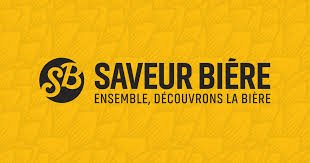 SB
SAVEUR BIÈRE
ENSEMBLE, DÉCOUVRONS LA BIÈRE